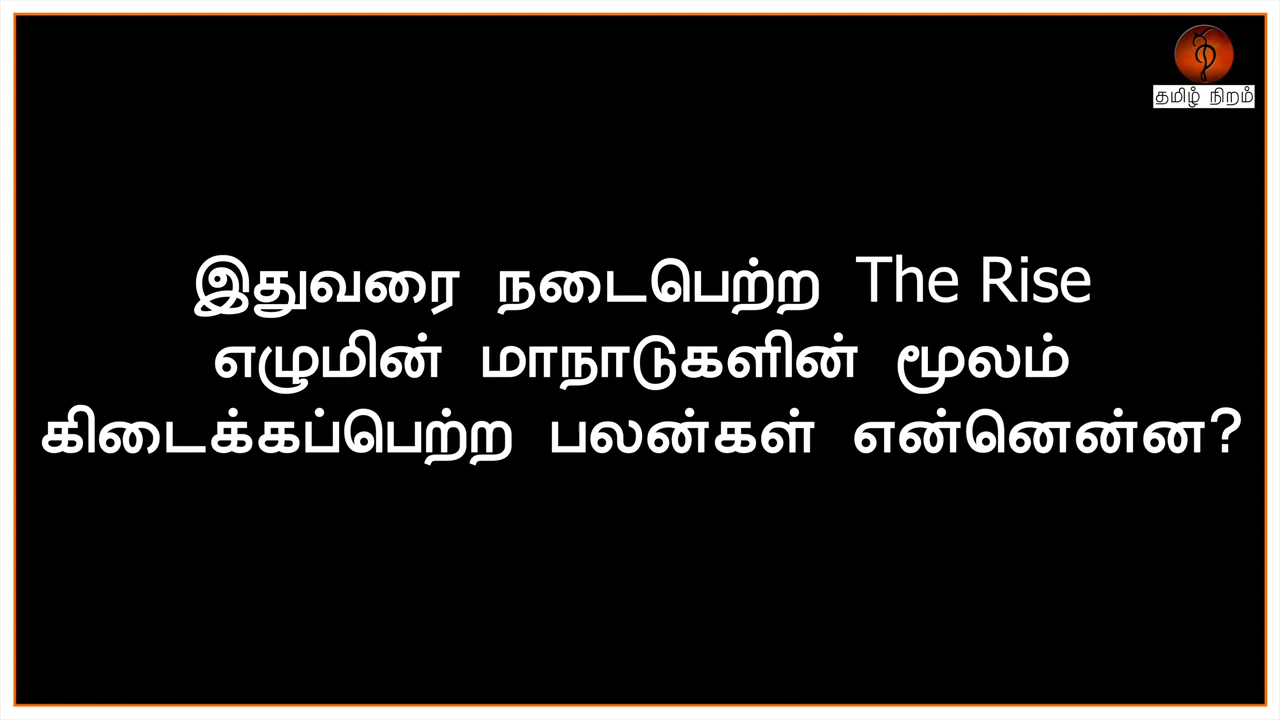 தமிழ் நிறம்
இதுவரை நடைபெற்ற The Rise
எழுமின் மாநாடுகளின் மூலம்
கிடைக்கப்பெற்ற பலன்கள் என்னென்ன?